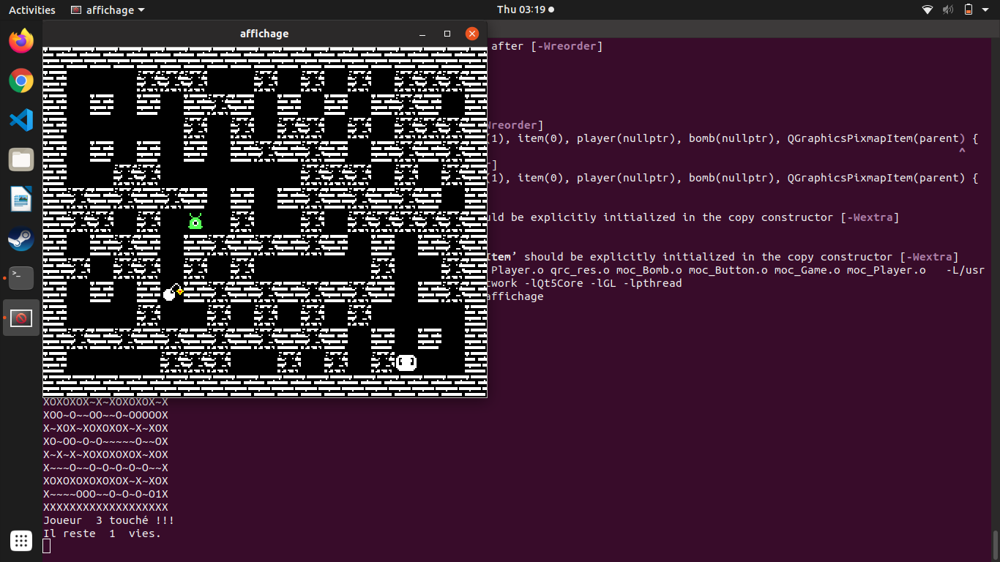 Activities
affichage
Thu 03:19
affichage
after [-Wreorder]
Wreorder]
(1), item(0), player(nullptr), bomb(nullptr), QGraphicsPixmapItem(parent) {
^
]
(1), item(0), player(nullptr), bomb(nullptr), QGraphicsPixmapItem(parent) {
uld be explicitly initialized in the copy constructor [-Wextra]
Item’ should be explicitly initialized in the copy constructor [-Wextra]
Player.o qrc_res.o moc_Bomb.o moc_Button.o moc_Game.o moc_Player.o -L/usr
twork -lQt5Core -lGL -lpthread
affichage
XOXOXOX~X~XOXOXOX~X
XOO~O~~OO~~O~OOOOOX
X~XOX~XOXOXOX~X~XOX
XO~OO~O~O~~~~~O~~OX
X~X~X~XOXOXOXOX~XOX
X~~~O~~O~O~O~O~O~~X
XOXOXOXOXOXOX~X~XOX
X~~~~OOO~~O~O~O~O1X
XXXXXXXXXXXXXXXXXXX
Joueur 3 touché !!!
Il reste 1 vies.